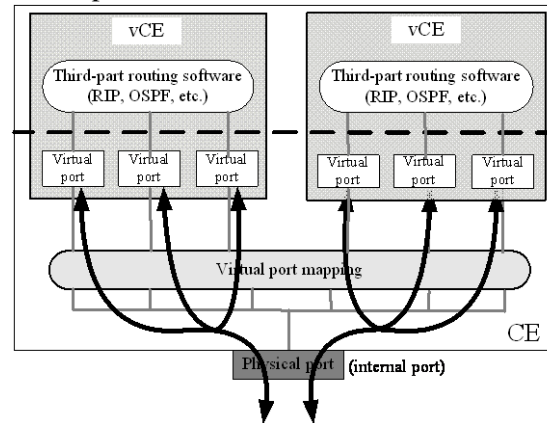 vCE
vCE
Third-part routing software
(RIP, OSPF, etc.)
Third-part routing software
(RIP, OSPF, etc.)
Virtual port
Virtual port
Virtual port
Virtual port
Virtual port
Virtual port
Virtual port mapping
CE
Physical port
(internal port)